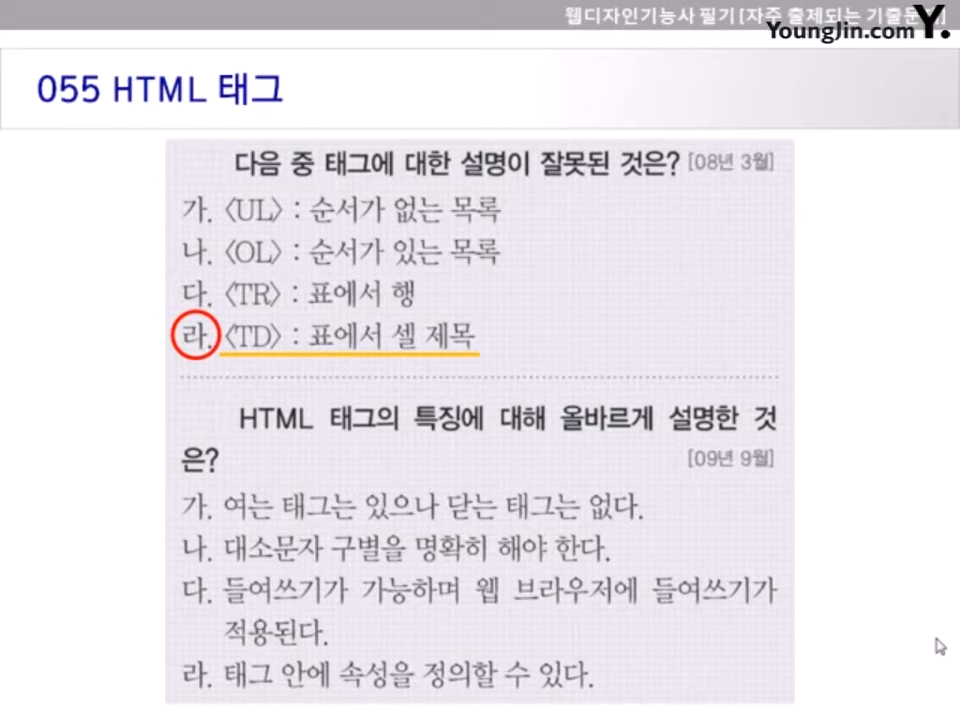 웹디자인기능사 필기 [자주 출제되는 기출문제]
YoungJin.com Y.
055 HTML 태그
다음 중 태그에 대한 설명이 잘못된 것은? [08년 3월]
가. 〈UL〉 : 순서가 없는 목록
나. 〈OL〉 : 순서가 있는 목록
다. 〈TR〉 : 표에서 행
라. 〈TD〉 : 표에서 셀 제목
HTML 태그의 특징에 대해 올바르게 설명한 것
은? [09년 9월]
가. 여는 태그는 있으나 닫는 태그는 없다.
나. 대소문자 구별을 명확히 해야 한다.
다. 들여쓰기가 가능하며 웹 브라우저에 들여쓰기가
적용된다.
라. 태그 안에 속성을 정의할 수 있다.